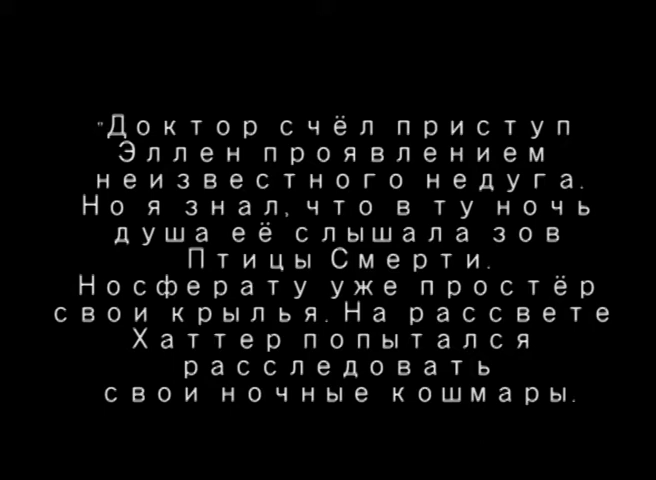 "Доктор счёл приступ
Эллен проявлением
неизвестного недуга.
Но я знал, что в ту ночь
душа её слышала зов
Птицы Смерти.
Носферату уже простёр
свои крылья. На рассвете
Хаттер попытался
расследовать
свои ночные кошмары.